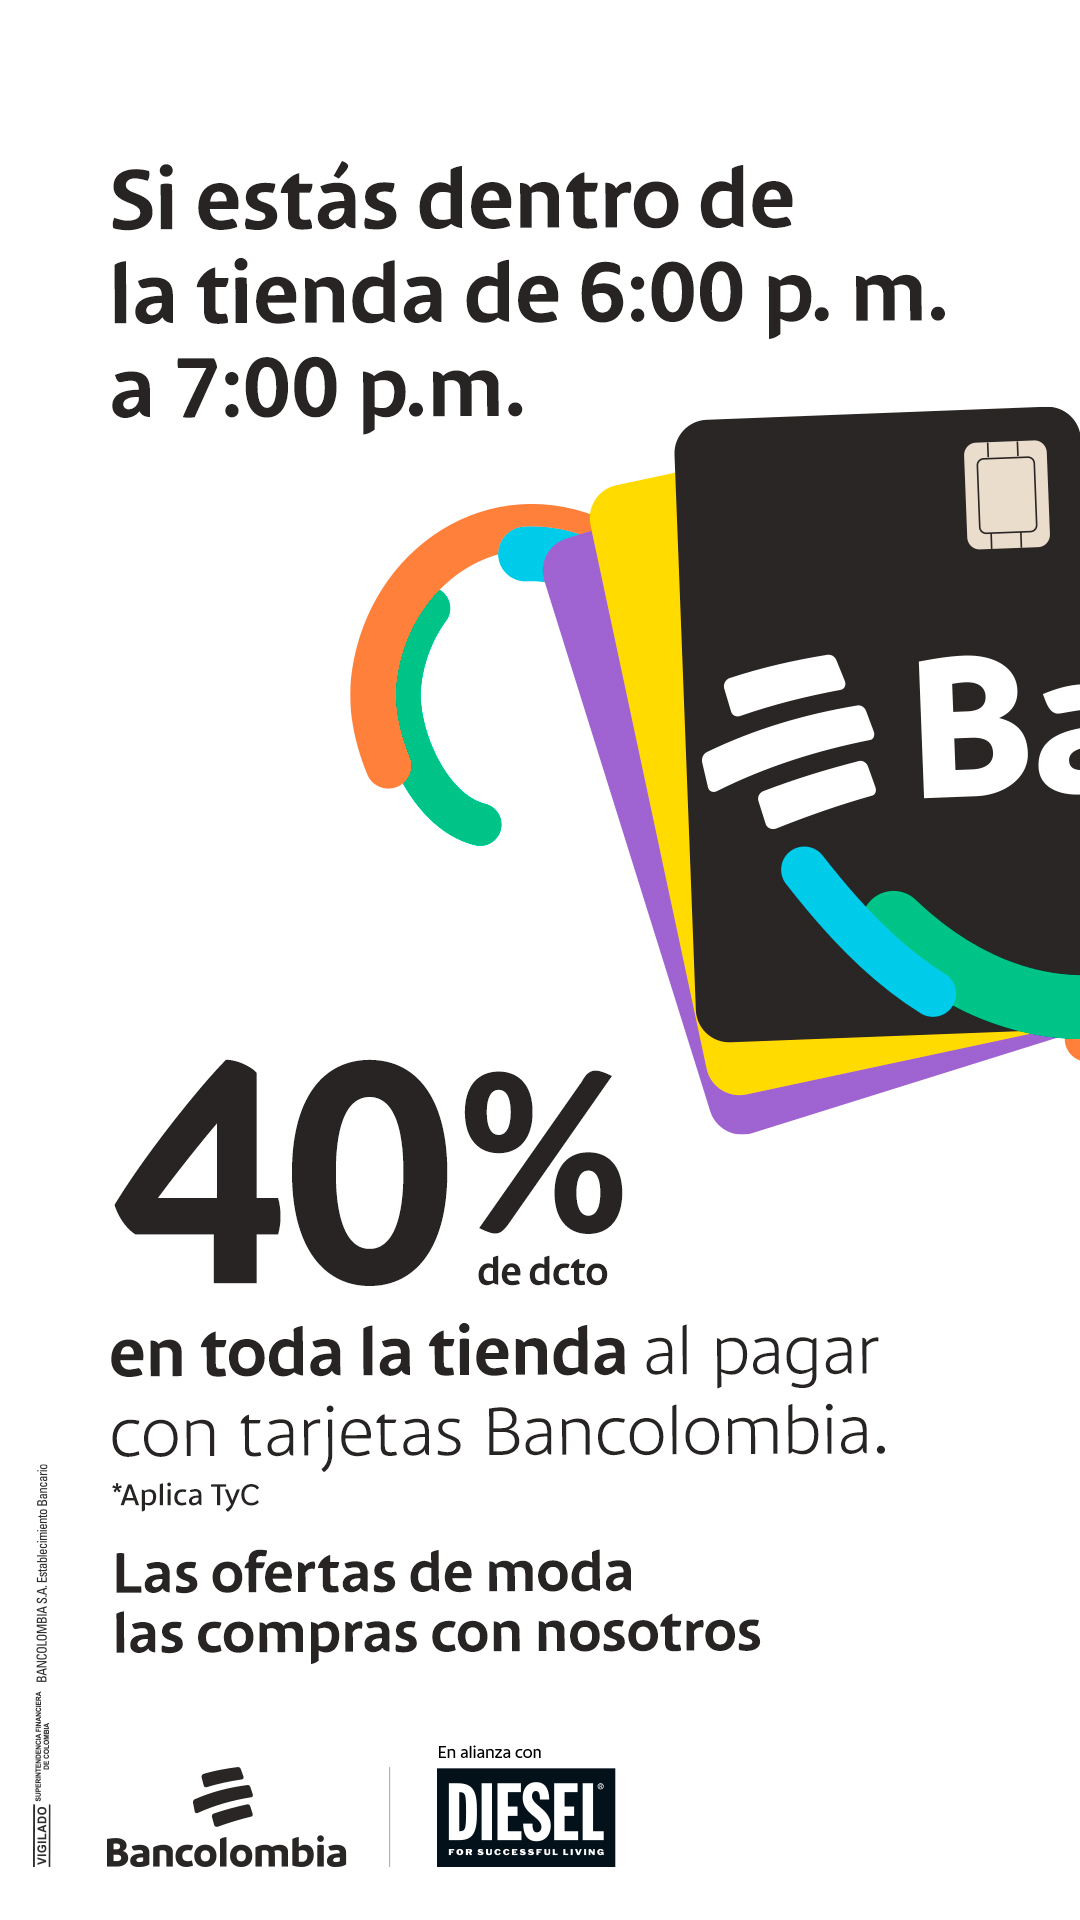 Si estás dentro de
la tienda de 6:00 p. m.
a 7:00 p.m.
Ba
40%
de dcto
en toda la tienda al pagar
con tarjetas Bancolombia.
*Aplica TyC
Las ofertas de moda
las compras con nosotros
En alianza con
Bancolombia
DIESEL®
FOR SUCCESSFUL LIVING
VIGILADO
SUPERINTENDENCIA FINANCIERA
DE COLOMBIA
BANCOLOMBIA S.A. Establecimiento Bancario